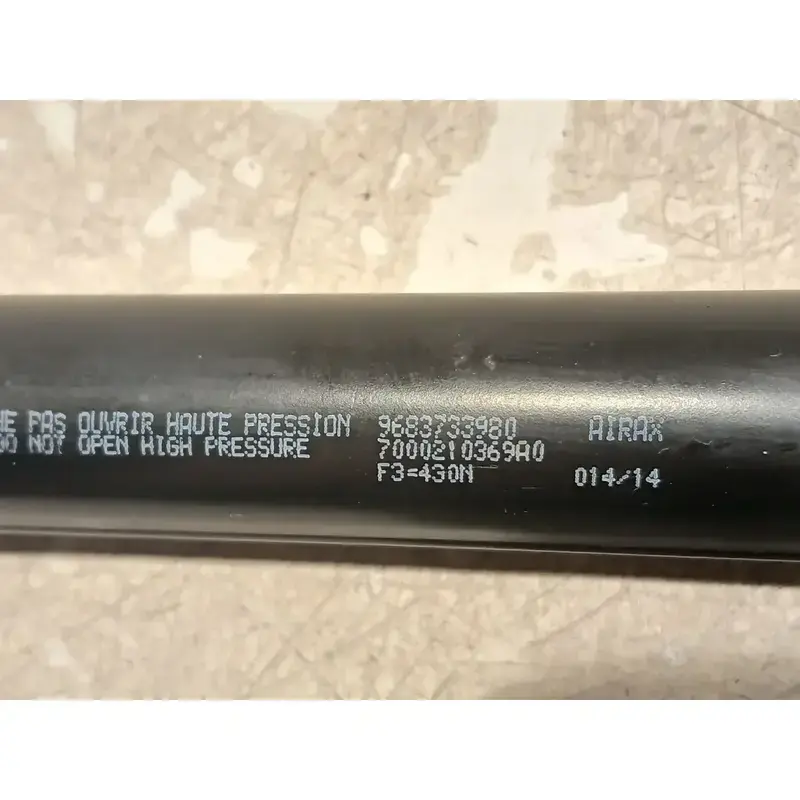 NE PAS OUVRIR HAUTE PRESSION 9683733980 AIRAX
DO NOT OPEN HIGH PRESSURE 7000210369A0
F3=430N 014/14